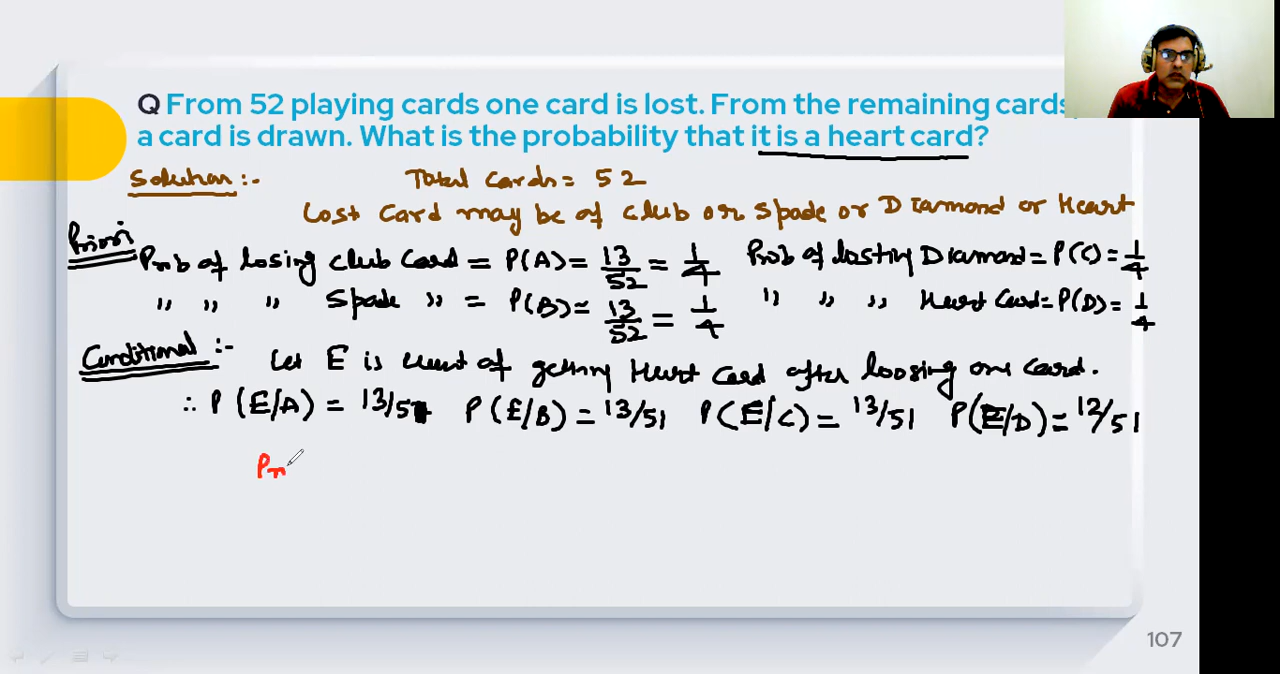 Q From 52 playing cards one card is lost. From the remaining cards,
a card is drawn. What is the probability that it is a heart card?
Solution :-
Total Cards = 52
Lost Card may be of club or spade or Diamond or Heart
Priori
Prob of losing club Card = P(A) = 13/52 = 1/4 Prob of losting Diamond = P(C) = 1/4
" " " Spade " = P(B) = 13/52 = 1/4 " " " Heart Card = P(D) = 1/4
Conditional :-
Let E is event of getting Heart Card after loosing one card.
∴ P(E/A) = 13/51 P(E/B) = 13/51 P(E/C) = 13/51 P(E/D) = 12/51
107